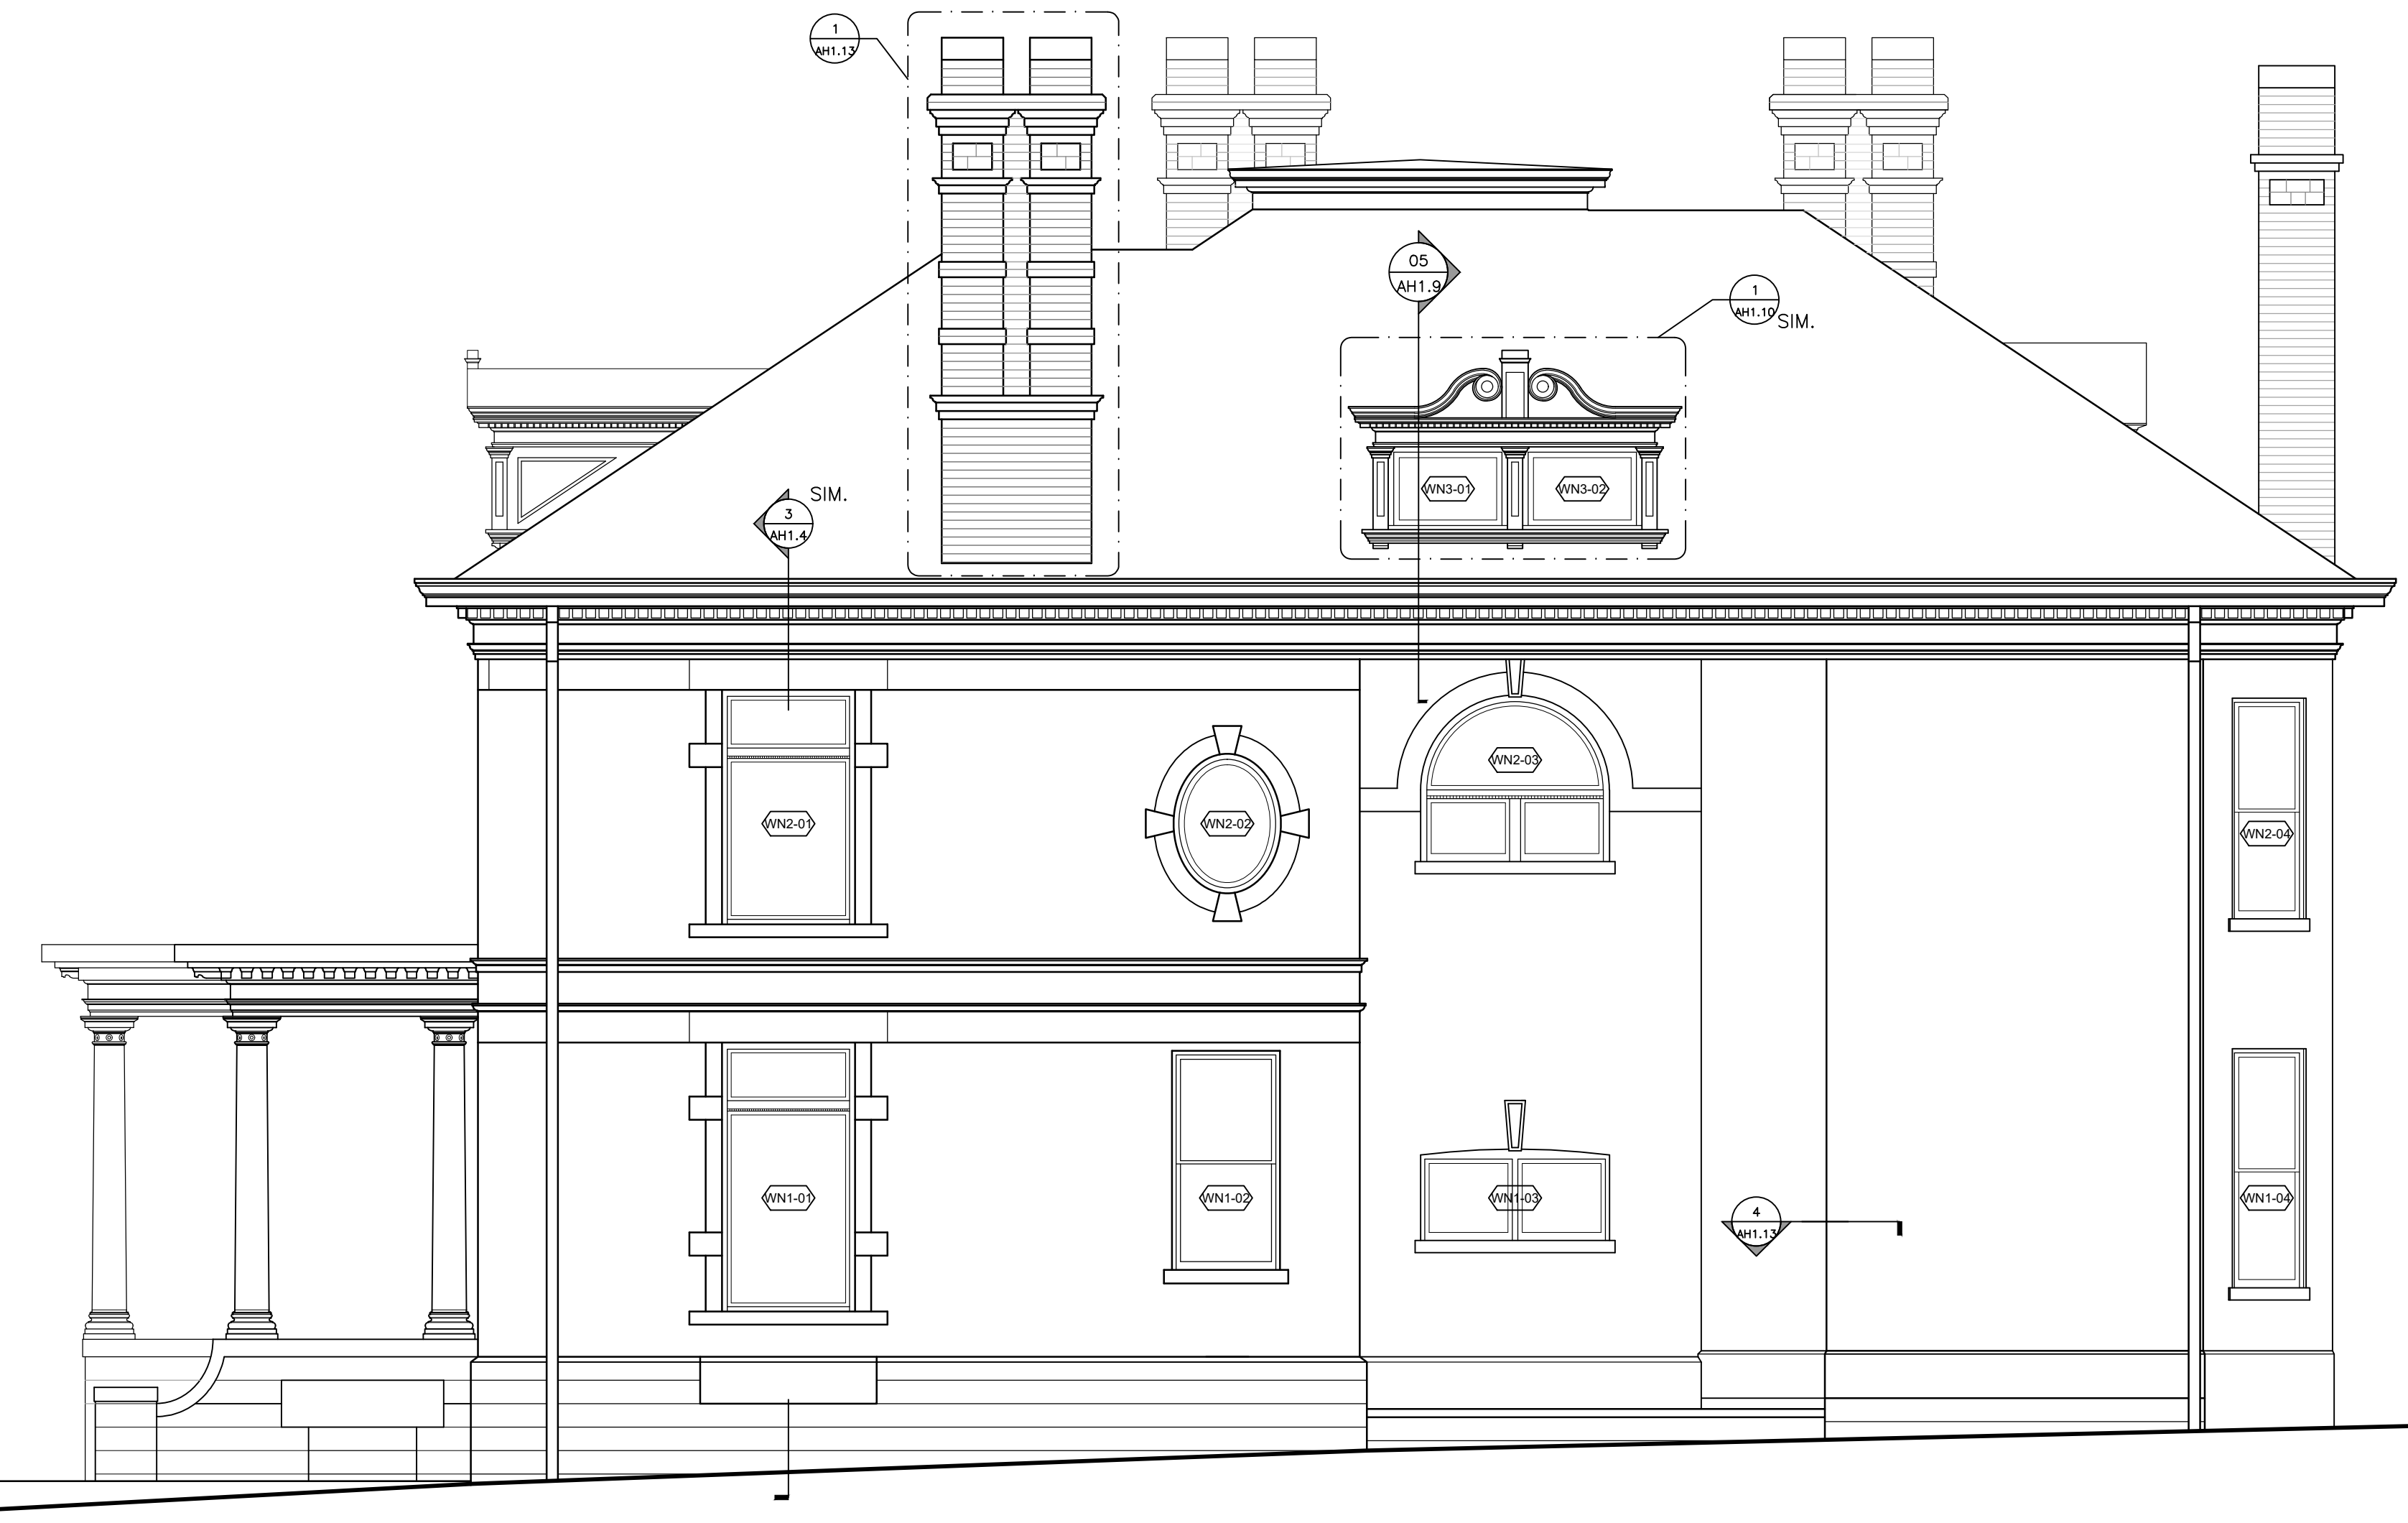 1
AH1.13
05
AH1.9
1
AH1.10
SIM.
SIM.
3
AH1.4
WN3-01
WN3-02
WN2-01
WN2-02
WN2-03
WN2-04
WN1-01
WN1-02
WN1-03
WN1-04
4
AH1.13